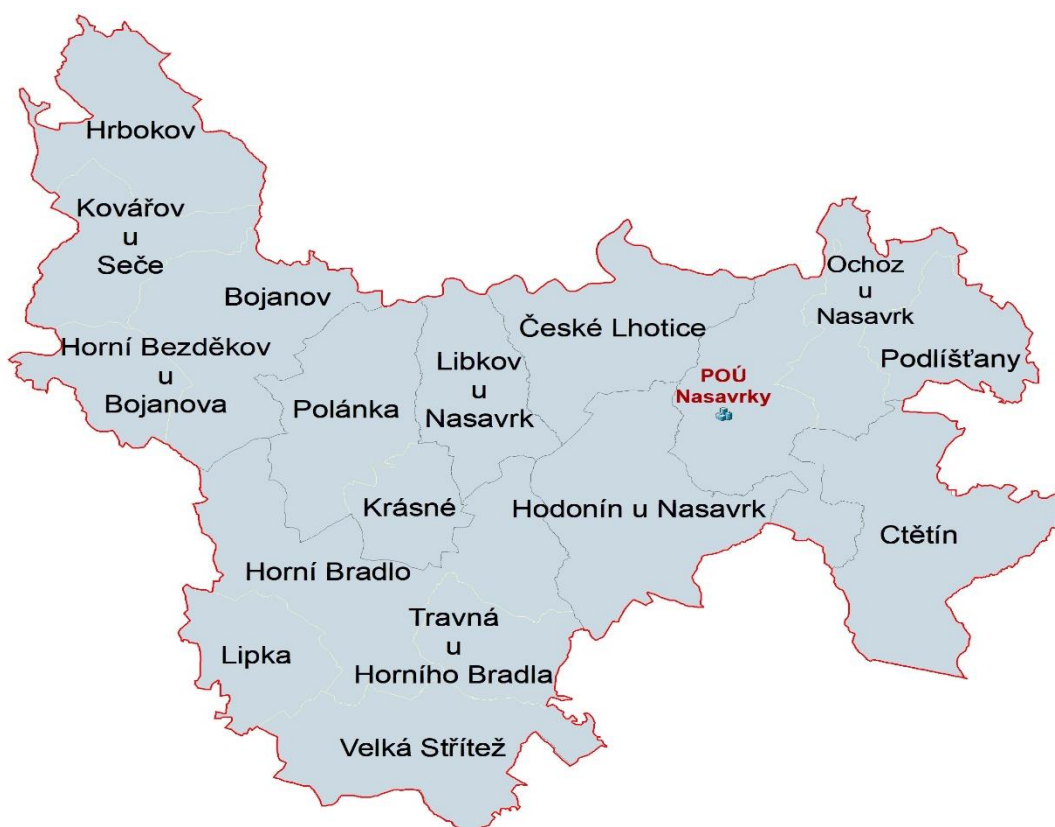 Hrbokov
Kovářov
u
Seče
Bojanov
Ochoz
u
Nasavrk
České Lhotice
Podlíšťany
Horní Bezděkov
u
Bojanova
Libkov
u
Nasavrk
POÚ
Nasavrky
Polánka
Krásné
Hodonín u Nasavrk
Ctětín
Horní Bradlo
Travná
u
Horního Bradla
Lipka
Velká Střítež